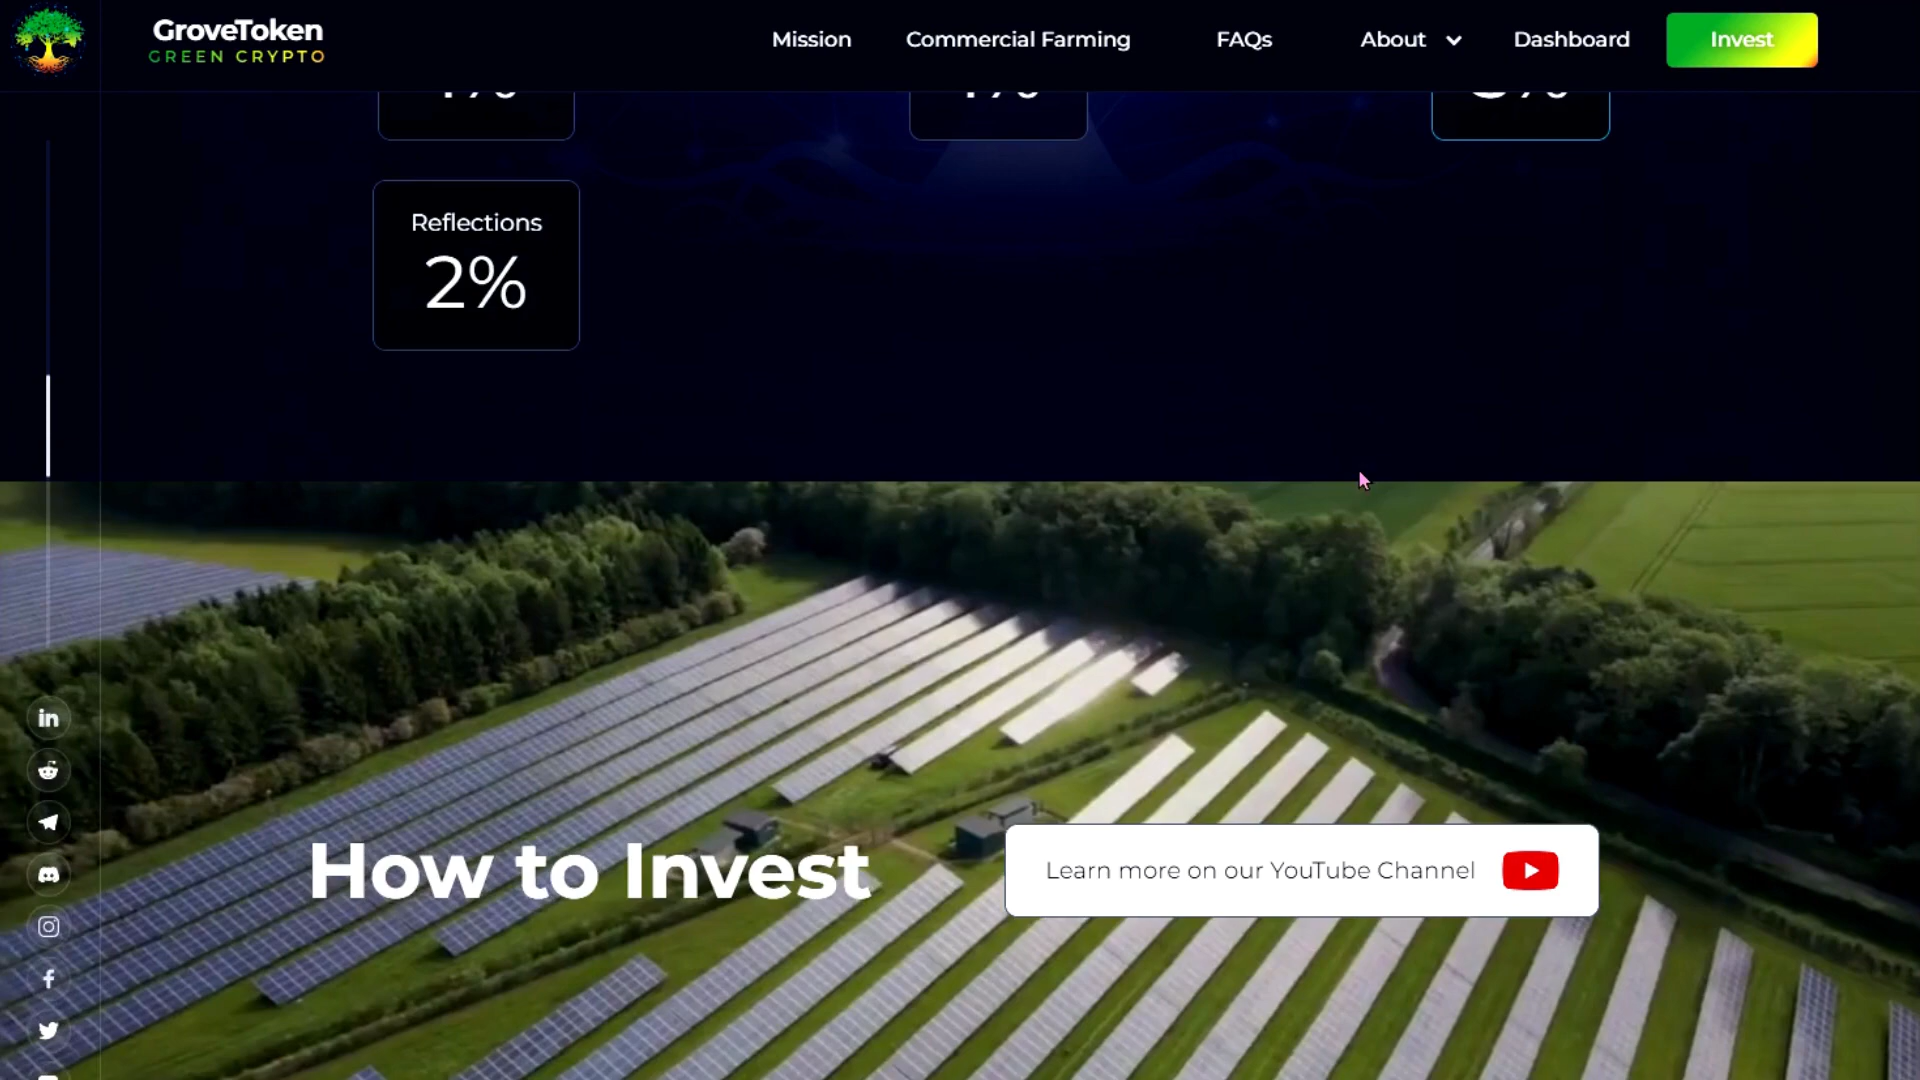 GroveToken
GREEN CRYPTO
Mission
Commercial Farming
FAQs
About
Dashboard
Invest
Reflections
2%
How to Invest
Learn more on our YouTube Channel